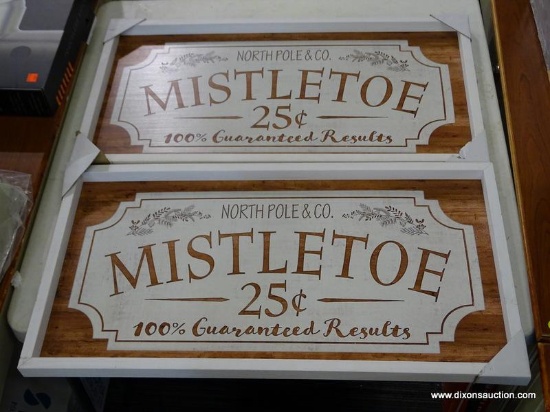 NORTH POLE & CO.
MISTLETOE
25¢
100% Guaranteed Results
NORTH POLE & CO.
MISTLETOE
25¢
100% Guaranteed Results
www.dixonsauction.com